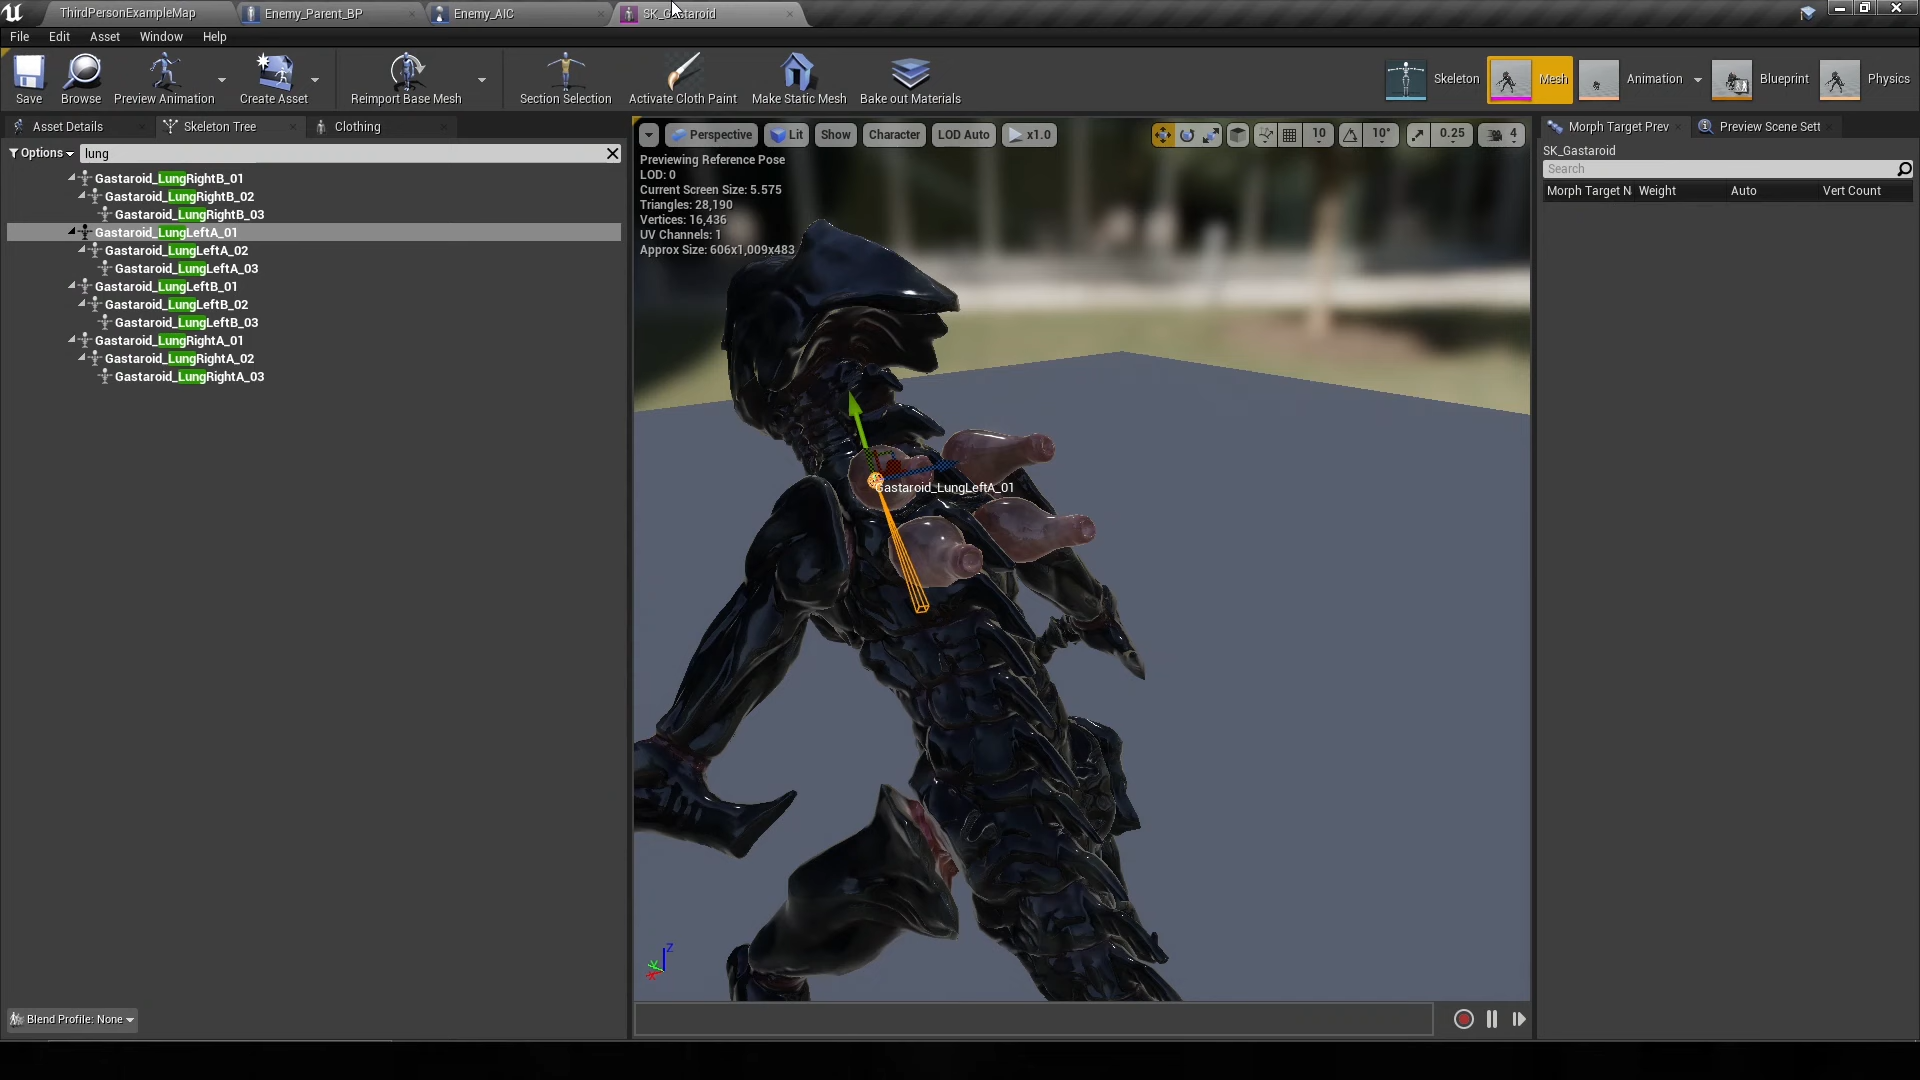 ThirdPersonExampleMap
Enemy_Parent_BP
Enemy_AIC
SK_Gastaroid
File Edit Asset Window Help
Save
Browse
Preview Animation
Create Asset
Reimport Base Mesh
Section Selection
Activate Cloth Paint
Make Static Mesh
Bake out Materials
Skeleton
Mesh
Animation
Blueprint
Physics
Asset Details
Skeleton Tree
Clothing
Options
lung
Gastaroid_LungRightB_01
Gastaroid_LungRightB_02
Gastaroid_LungRightB_03
Gastaroid_LungLeftA_01
Gastaroid_LungLeftA_02
Gastaroid_LungLeftA_03
Gastaroid_LungLeftB_01
Gastaroid_LungLeftB_02
Gastaroid_LungLeftB_03
Gastaroid_LungRightA_01
Gastaroid_LungRightA_02
Gastaroid_LungRightA_03
Blend Profile: None
Perspective
Lit
Show
Character
LOD Auto
x1.0
10
10°
0.25
4
Previewing Reference Pose
LOD: 0
Current Screen Size: 5.575
Triangles: 28,190
Vertices: 16,436
UV Channels: 1
Approx Size: 606x1,009x483
Gastaroid_LungLeftA_01
Z
Y
X
Morph Target Prev
Preview Scene Sett
SK_Gastaroid
Search
Morph Target N Weight Auto Vert Count